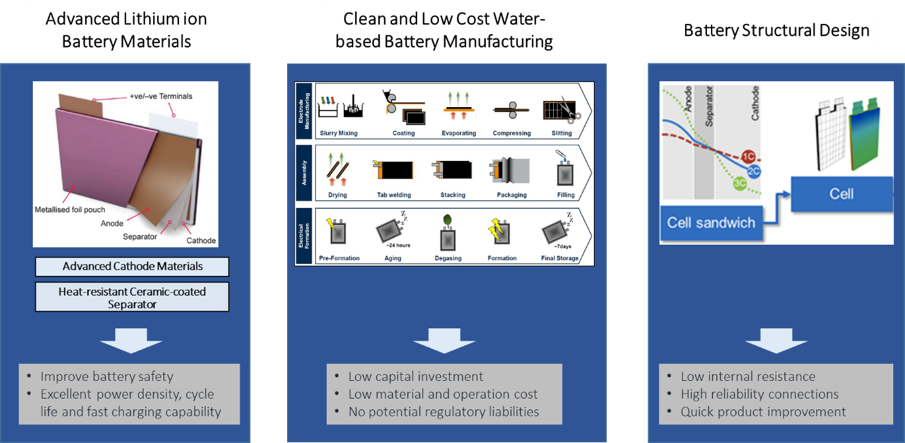 Advanced Lithium ion
Battery Materials
+ve/–ve Terminals
Metallised foil pouch
Anode
Separator
Cathode
Advanced Cathode Materials
Heat-resistant Ceramic-coated
Separator
• Improve battery safety
• Excellent power density, cycle
life and fast charging capability
Clean and Low Cost Water-
based Battery Manufacturing
Electrode
Manufacturing
Slurry Mixing
Coating
Evaporating
Compressing
Slitting
Assembly
Drying
Tab welding
Stacking
Packaging
Filling
Electrical
Formation
Z
Z
Z
~24 hours
Z
Z
Z
~7days
Pre-Formation
Aging
Degasing
Formation
Final Storage
• Low capital investment
• Low material and operation cost
• No potential regulatory liabilities
Battery Structural Design
Anode
Separator
Cathode
1C
2C
3C
Cell sandwich
Cell
• Low internal resistance
• High reliability connections
• Quick product improvement